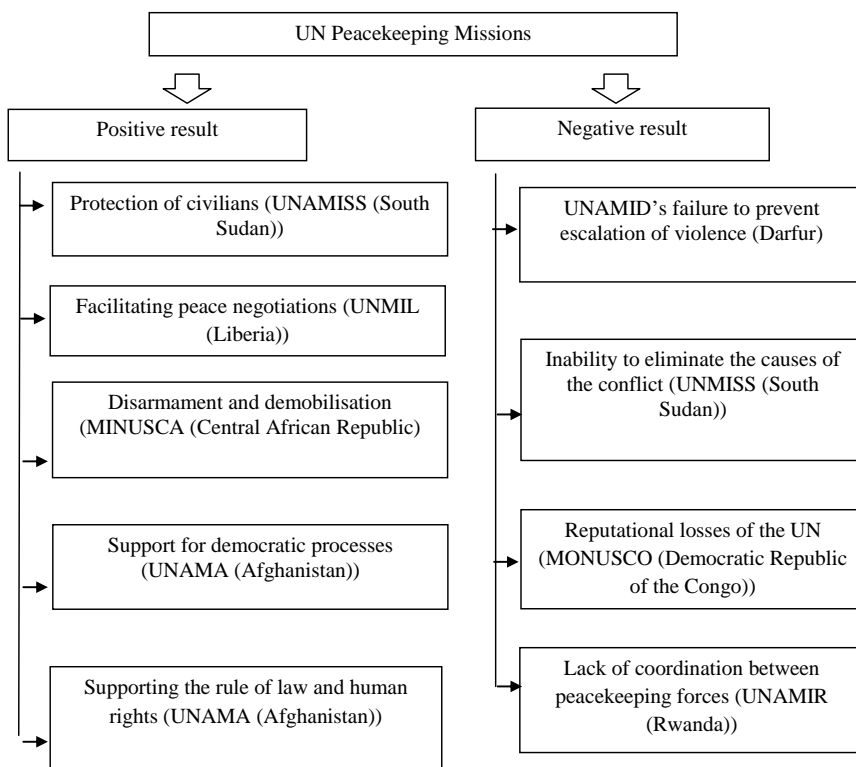 UN Peacekeeping Missions
Positive result
Protection of civilians (UNAMISS (South
Sudan))
Facilitating peace negotiations (UNMIL
(Liberia))
Disarmament and demobilisation
(MINUSCA (Central African Republic)
Support for democratic processes
(UNAMA (Afghanistan))
Supporting the rule of law and human
rights (UNAMA (Afghanistan))
Negative result
UNAMID’s failure to prevent
escalation of violence (Darfur)
Inability to eliminate the causes of
the conflict (UNMISS (South
Sudan))
Reputational losses of the UN
(MONUSCO (Democratic Republic
of the Congo))
Lack of coordination between
peacekeeping forces (UNAMIR
(Rwanda))